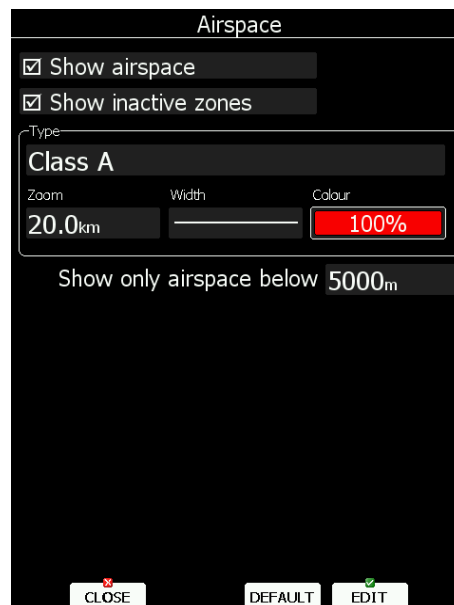 Airspace
Show airspace
Show inactive zones
Type
Class A
Zoom Width Colour
20.0km 100%
Show only airspace below 5000m
CLOSE DEFAULT EDIT